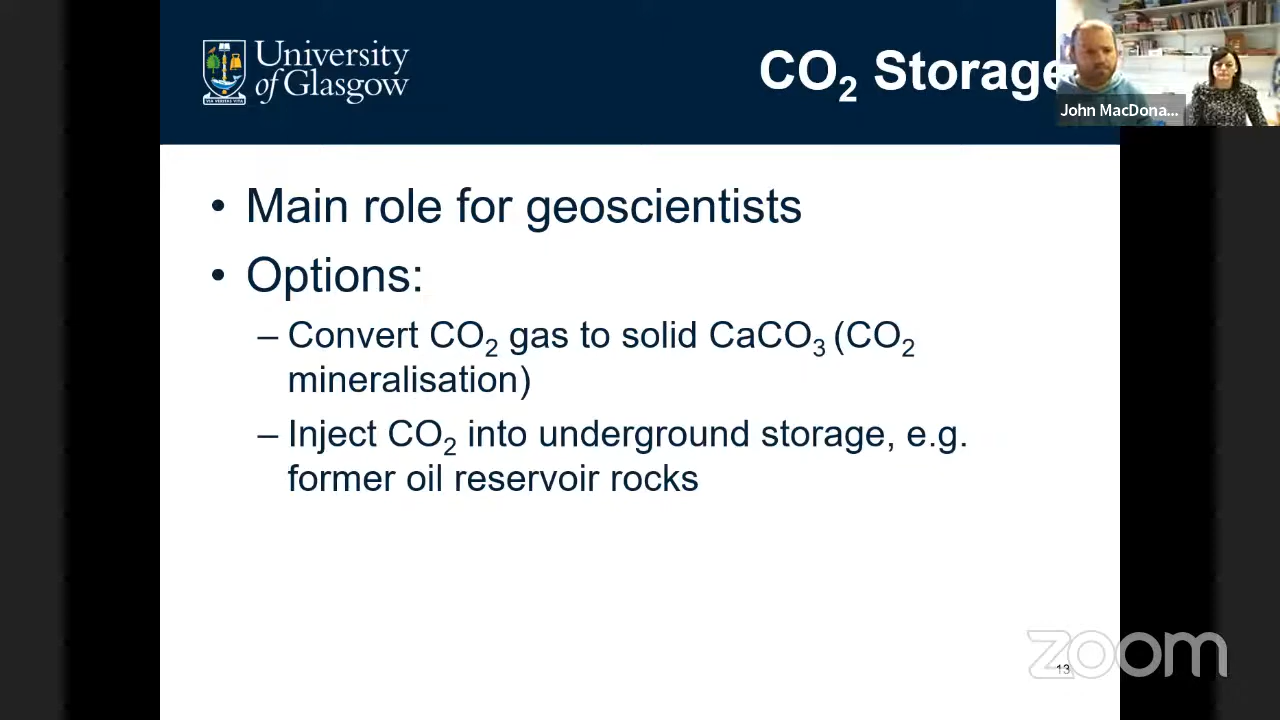 University
of Glasgow
CO2 Storage
John MacDona...
• Main role for geoscientists
• Options:
– Convert CO2 gas to solid CaCO3 (CO2
mineralisation)
– Inject CO2 into underground storage, e.g.
former oil reservoir rocks
13
zoom